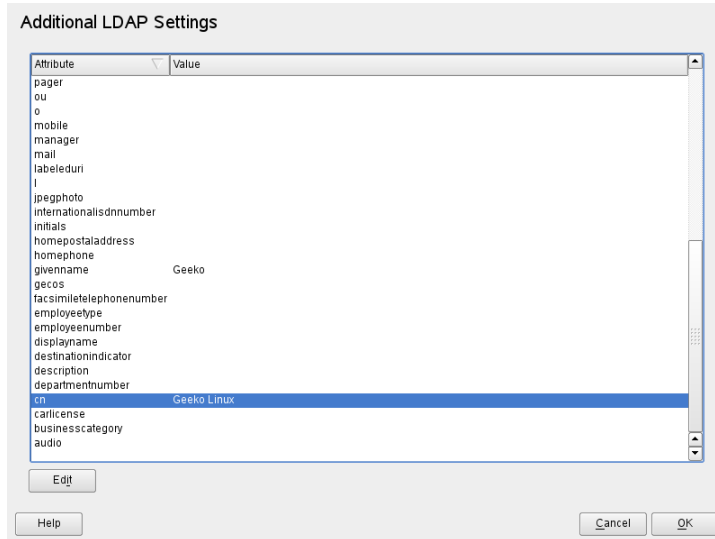 Additional LDAP Settings
Attribute Value
pager
ou
o
mobile
manager
mail
labeleduri
l
jpegphoto
internationalisdnnumber
initials
homepostaladdress
homephone
givenname Geeko
gecos
facsimiletelephonenumber
employeetype
employeenumber
displayname
destinationindicator
description
departmentnumber
cn Geeko Linux
carlicense
businesscategory
audio
Edit
Help Cancel OK